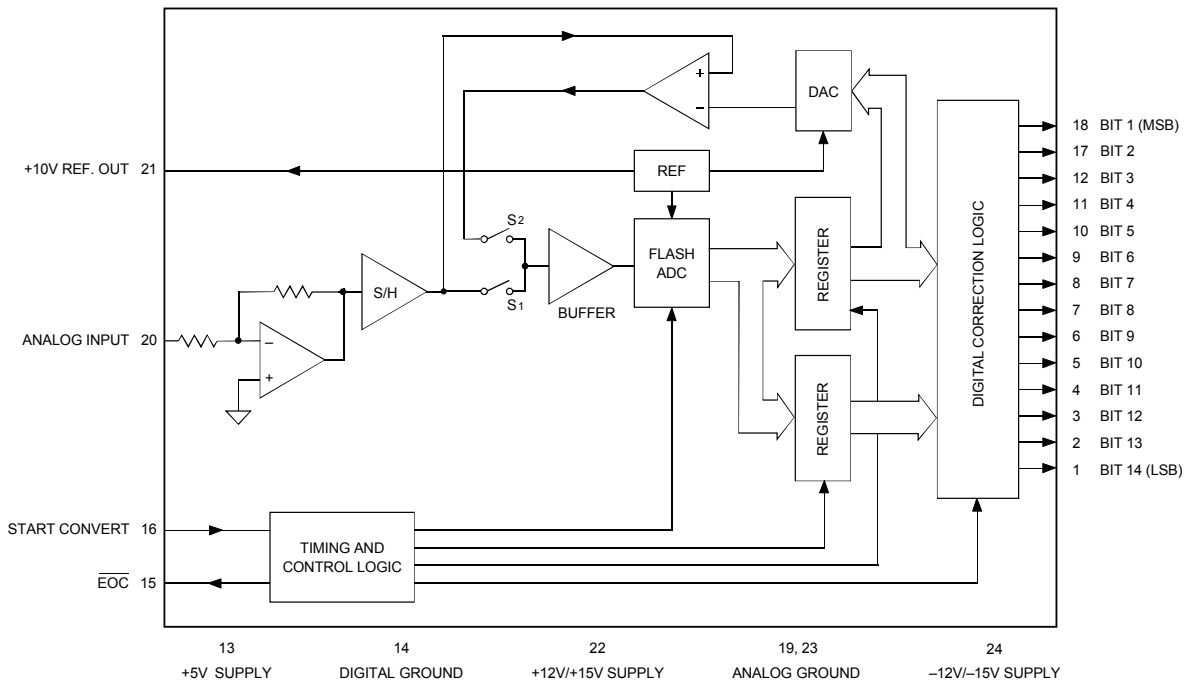 +
−
DAC
18 BIT 1 (MSB)
17 BIT 2
12 BIT 3
11 BIT 4
10 BIT 5
9 BIT 6
8 BIT 7
7 BIT 8
6 BIT 9
5 BIT 10
4 BIT 11
3 BIT 12
2 BIT 13
1 BIT 14 (LSB)
+10V REF. OUT 21
REF
S2
S1
S/H
BUFFER
FLASH
ADC
REGISTER
REGISTER
DIGITAL CORRECTION LOGIC
ANALOG INPUT 20
−
+
START CONVERT 16
EOC 15
TIMING AND
CONTROL LOGIC
13
+5V SUPPLY
14
DIGITAL GROUND
22
+12V/+15V SUPPLY
19, 23
ANALOG GROUND
24
–12V/–15V SUPPLY